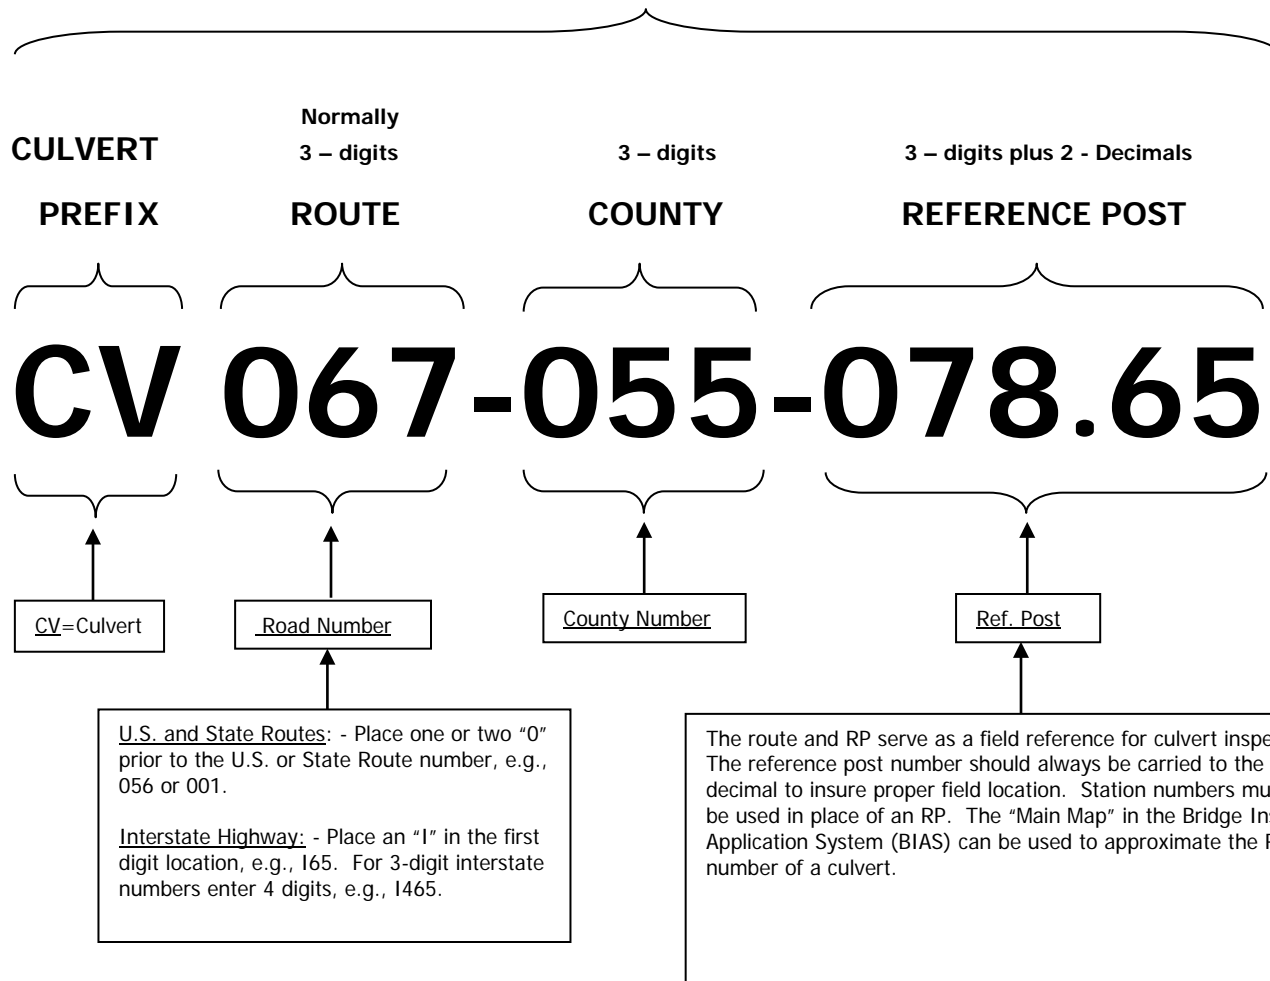 Normally
CULVERT 3 – digits 3 – digits 3 – digits plus 2 - Decimals
PREFIX ROUTE COUNTY REFERENCE POST
CV 067-055-078.65
CV=Culvert Road Number County Number Ref. Post
U.S. and State Routes: - Place one or two “0”
prior to the U.S. or State Route number, e.g.,
056 or 001.
Interstate Highway: - Place an “I” in the first
digit location, e.g., I65. For 3-digit interstate
numbers enter 4 digits, e.g., I465.
The route and RP serve as a field reference for culvert
The reference post number should always be carried to the
decimal to insure proper field location. Station numbers
be used in place of an RP. The “Main Map” in the Bridge
Application System (BIAS) can be used to approximate the
number of a culvert.